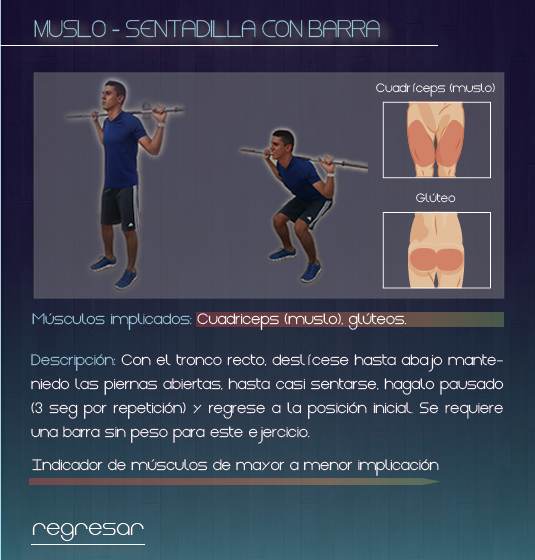 MUSLO - SENTADILLA CON BARRA
Cuadríceps (muslo)
Glúteo
Músculos implicados: Cuadriceps (muslo), glúteos.
Descripción: Con el tronco recto, deslícese hasta abajo mante-
niedo las piernas abiertas, hasta casi sentarse, hagalo pausado
(3 seg por repetición) y regrese a la posición inicial. Se requiere
una barra sin peso para este ejercicio.
Indicador de músculos de mayor a menor implicación
regresar